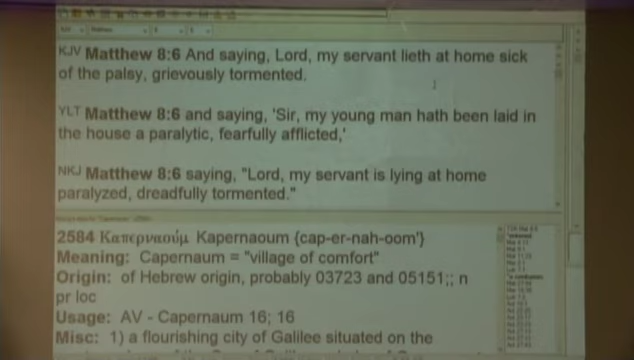 KJV Matthew 8:6 And saying, Lord, my servant lieth at home sick
of the palsy, grievously tormented.
YLT Matthew 8:6 and saying, 'Sir, my young man hath been laid in
the house a paralytic, fearfully afflicted,'
NKJ Matthew 8:6 saying, "Lord, my servant is lying at home
paralyzed, dreadfully tormented."
2584 Καπερναούμ Kapernaoum {cap-er-nah-oom'}
Meaning: Capernaum = "village of comfort"
Origin: of Hebrew origin, probably 03723 and 05151;; n
pr loc
Usage: AV - Capernaum 16; 16
Misc: 1) a flourishing city of Galilee situated on the